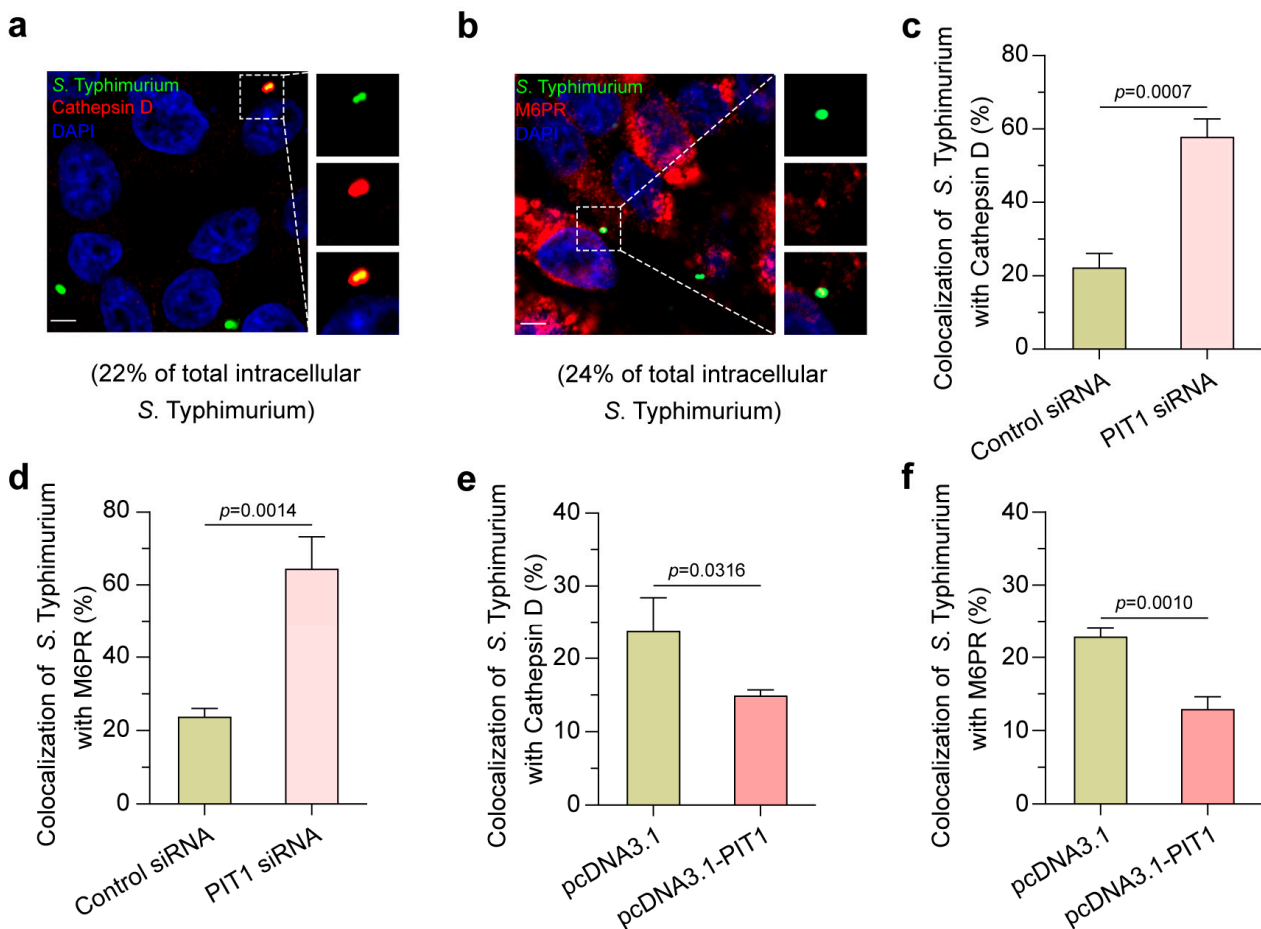 a
S. Typhimurium
Cathepsin D
DAPI
(22% of total intracellular
S. Typhimurium)
b
S. Typhimurium
M6PR
DAPI
(24% of total intracellular
S. Typhimurium)
c
Colocalization of S. Typhimurium
with Cathepsin D (%)
80
60
40
20
0
p=0.0007
Control siRNA
PIT1 siRNA
d
Colocalization of S. Typhimurium
with M6PR (%)
80
60
40
20
0
p=0.0014
Control siRNA
PIT1 siRNA
e
Colocalization of S. Typhimurium
with Cathepsin D (%)
40
30
20
10
0
p=0.0316
pcDNA3.1
pcDNA3.1-PIT1
f
Colocalization of S. Typhimurium
with M6PR (%)
40
30
20
10
0
p=0.0010
pcDNA3.1
pcDNA3.1-PIT1